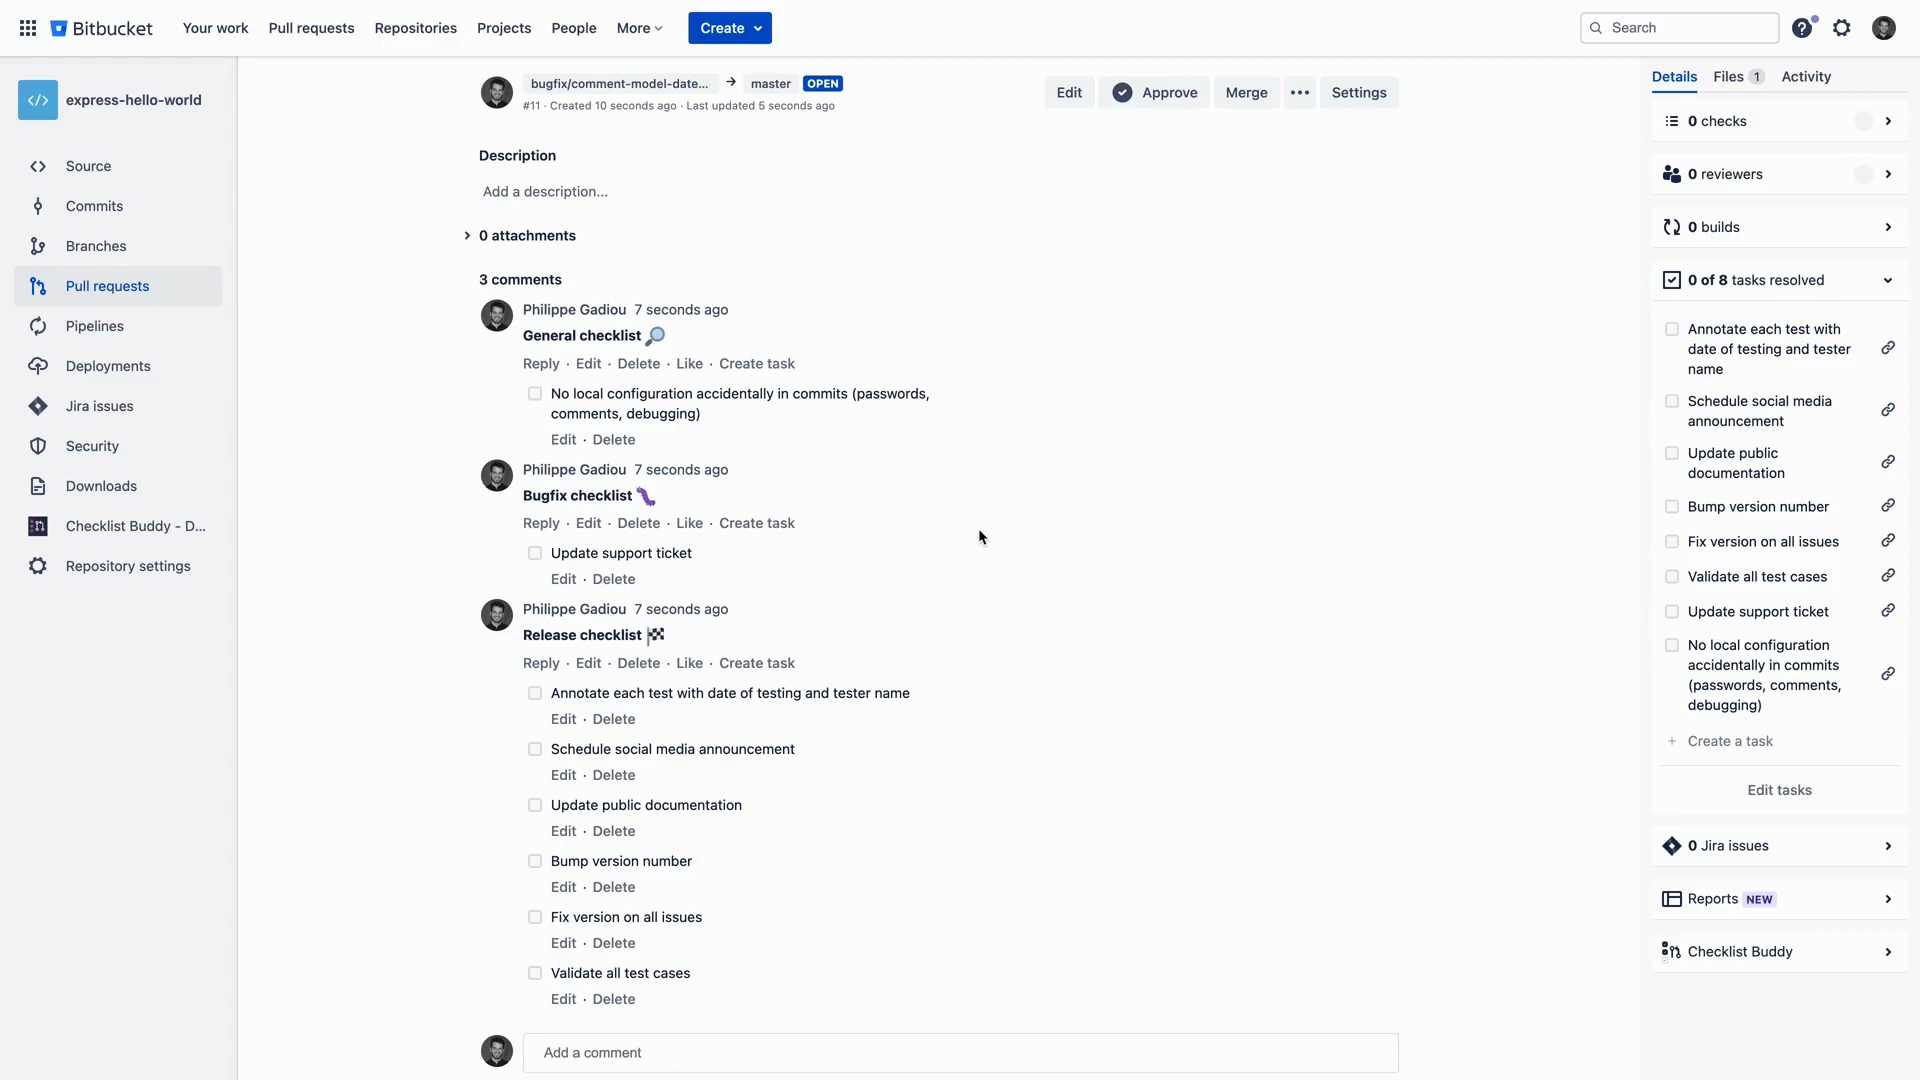 Bitbucket
Your work
Pull requests
Repositories
Projects
People
More
Create
Search
express-hello-world
Source
Commits
Branches
Pull requests
Pipelines
Deployments
Jira issues
Security
Downloads
Checklist Buddy - D...
Repository settings
bugfix/comment-model-date... → master OPEN
#11 · Created 10 seconds ago · Last updated 5 seconds ago
Edit
Approve
Merge
Settings
Description
Add a description...
0 attachments
3 comments
Philippe Gadiou 7 seconds ago
General checklist
Reply · Edit · Delete · Like · Create task
No local configuration accidentally in commits (passwords,
comments, debugging)
Edit · Delete
Philippe Gadiou 7 seconds ago
Bugfix checklist
Reply · Edit · Delete · Like · Create task
Update support ticket
Edit · Delete
Philippe Gadiou 7 seconds ago
Release checklist
Reply · Edit · Delete · Like · Create task
Annotate each test with date of testing and tester name
Edit · Delete
Schedule social media announcement
Edit · Delete
Update public documentation
Edit · Delete
Bump version number
Edit · Delete
Fix version on all issues
Edit · Delete
Validate all test cases
Edit · Delete
Add a comment
Details
Files 1
Activity
0 checks
0 reviewers
0 builds
0 of 8 tasks resolved
Annotate each test with
date of testing and tester
name
Schedule social media
announcement
Update public
documentation
Bump version number
Fix version on all issues
Validate all test cases
Update support ticket
No local configuration
accidentally in commits
(passwords, comments,
debugging)
+ Create a task
Edit tasks
0 Jira issues
Reports NEW
Checklist Buddy